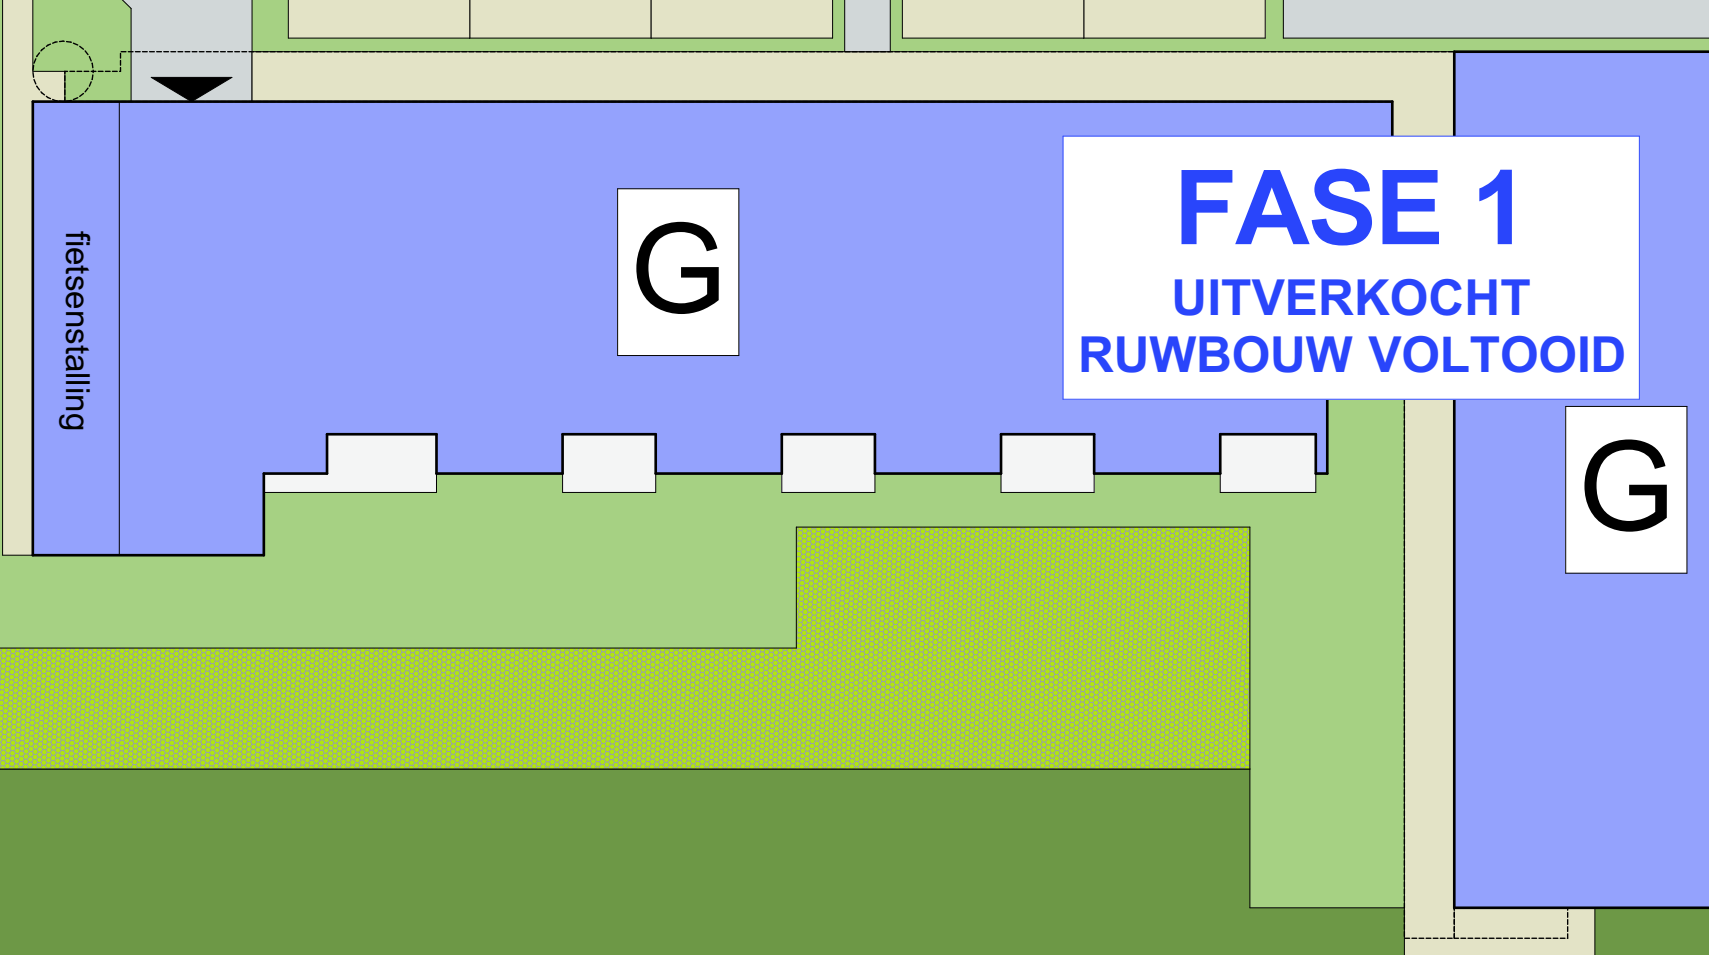 fietsenstalling
G
FASE 1
UITVERKOCHT
RUWBOUW VOLTOOID
G